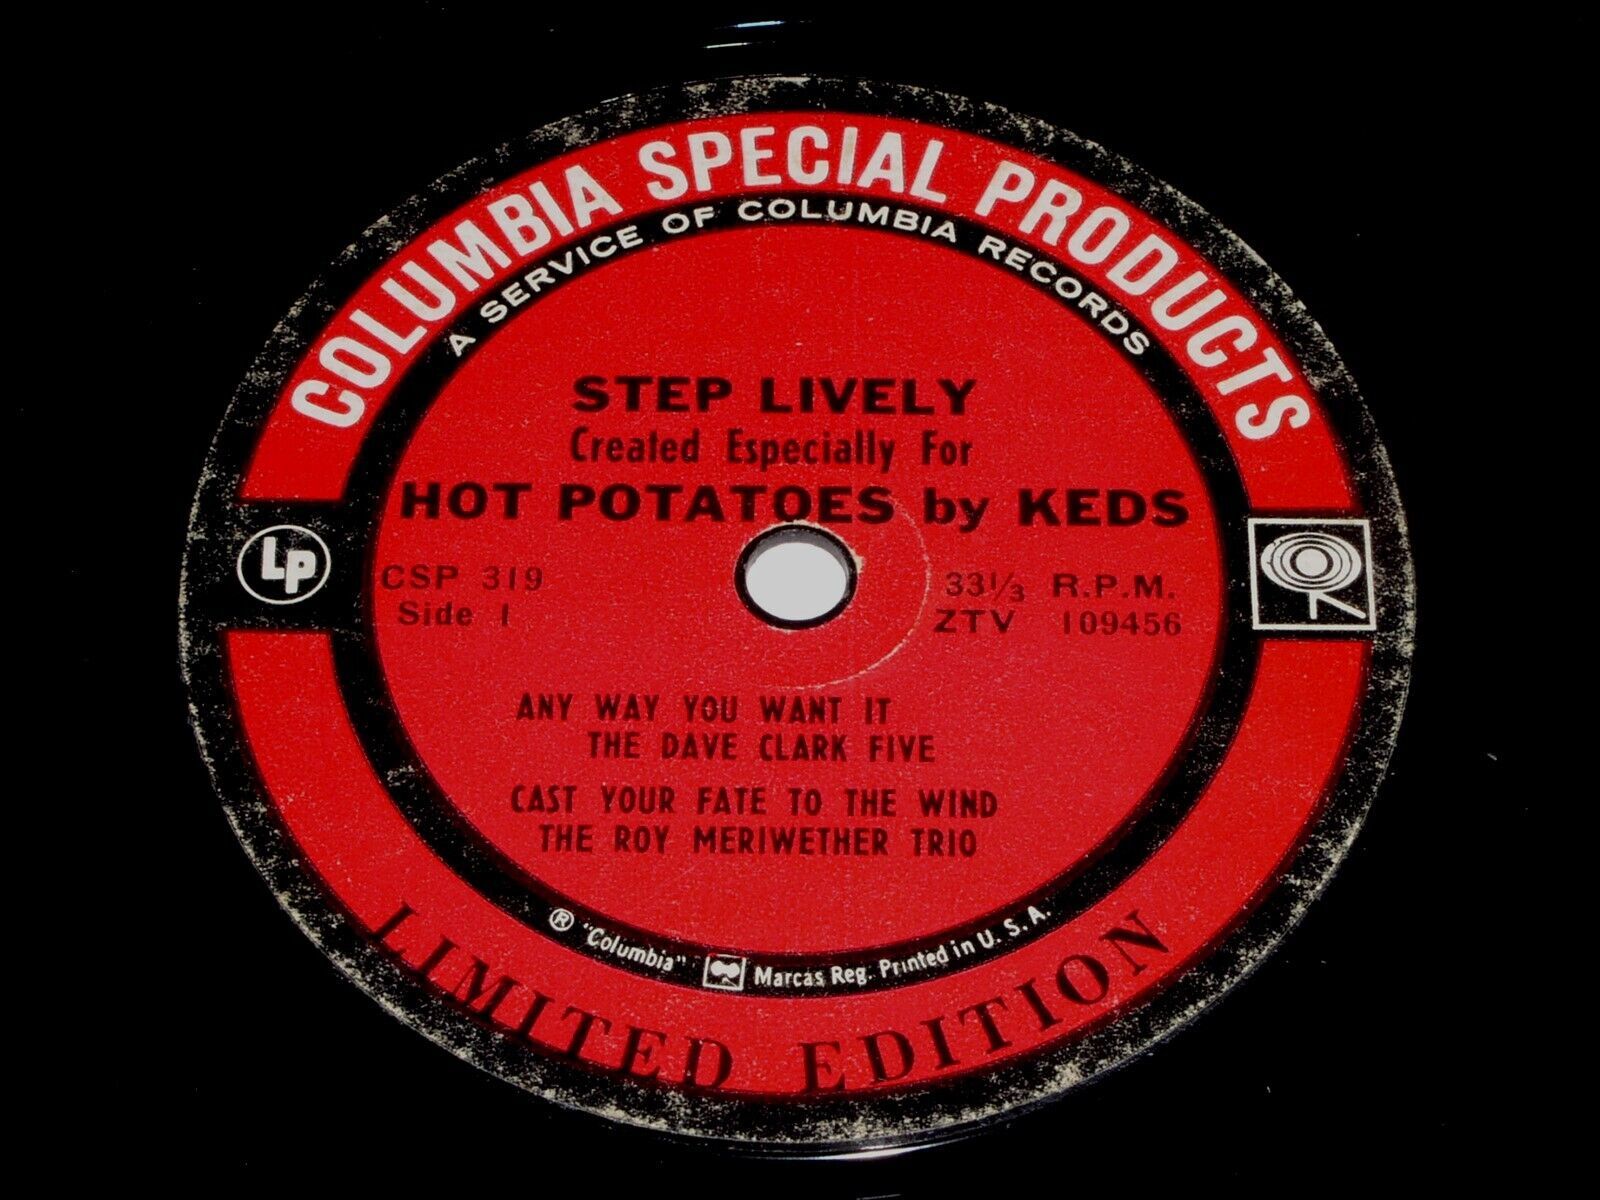 COLUMBIA SPECIAL PRODUCTS
A SERVICE OF COLUMBIA RECORDS
STEP LIVELY
Created Especially For
HOT POTATOES by KEDS
Lp
CSP 319
Side 1
33⅓ R.P.M.
ZTV 109456
ANY WAY YOU WANT IT
THE DAVE CLARK FIVE
CAST YOUR FATE TO THE WIND
THE ROY MERIWETHER TRIO
® "Columbia" Marcas Reg. Printed in U. S. A.
LIMITED EDITION